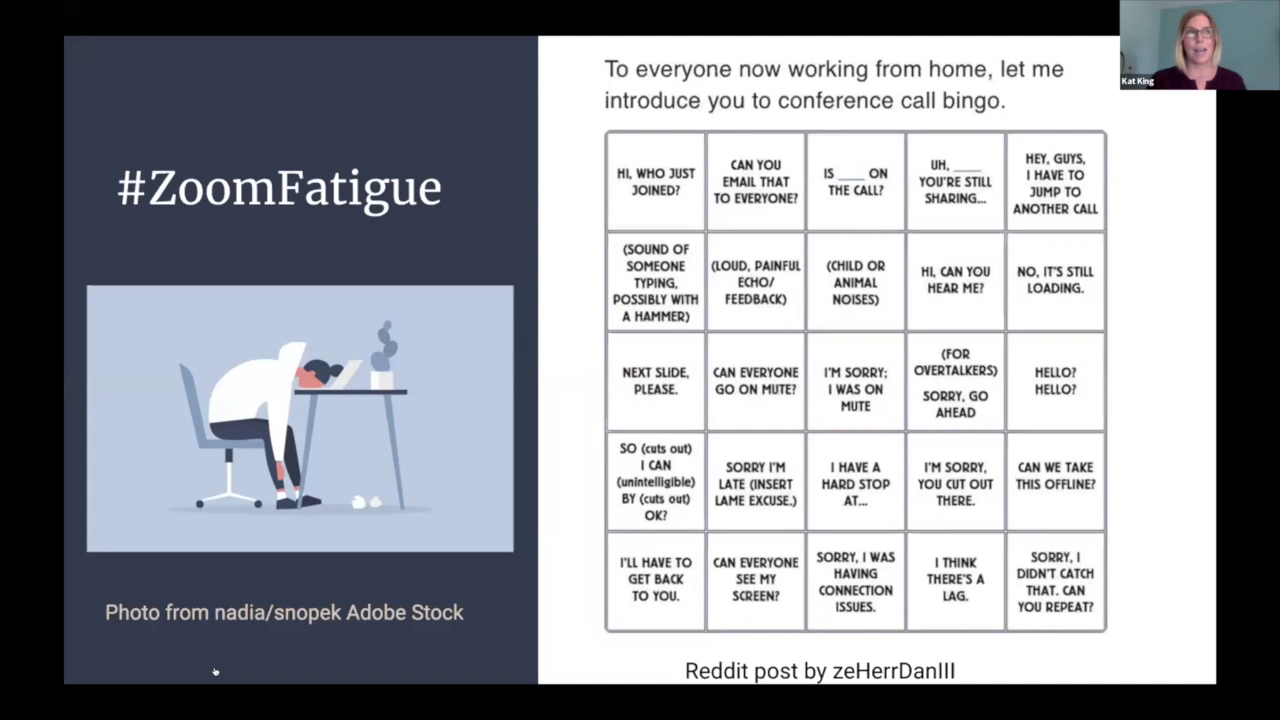 #ZoomFatigue
Photo from nadia/snopek Adobe Stock
To everyone now working from home, let me
introduce you to conference call bingo.
HI, WHO JUST
JOINED?
CAN YOU
EMAIL THAT
TO EVERYONE?
IS ____ ON
THE CALL?
UH, ____
YOU'RE STILL
SHARING...
HEY, GUYS,
I HAVE TO
JUMP TO
ANOTHER CALL
(SOUND OF
SOMEONE
TYPING,
POSSIBLY WITH
A HAMMER)
(LOUD, PAINFUL
ECHO/
FEEDBACK)
(CHILD OR
ANIMAL
NOISES)
HI, CAN YOU
HEAR ME?
NO, IT'S STILL
LOADING.
NEXT SLIDE,
PLEASE.
CAN EVERYONE
GO ON MUTE?
I'M SORRY;
I WAS ON
MUTE
(FOR
OVERTALKERS)
SORRY, GO
AHEAD
HELLO?
HELLO?
SO (cuts out)
I CAN
(unintelligible)
BY (cuts out)
OK?
SORRY I'M
LATE (INSERT
LAME EXCUSE.)
I HAVE A
HARD STOP
AT...
I'M SORRY,
YOU CUT OUT
THERE.
CAN WE TAKE
THIS OFFLINE?
I'LL HAVE TO
GET BACK
TO YOU.
CAN EVERYONE
SEE MY
SCREEN?
SORRY, I WAS
HAVING
CONNECTION
ISSUES.
I THINK
THERE'S A
LAG.
SORRY, I
DIDN'T CATCH
THAT. CAN
YOU REPEAT?
Reddit post by zeHerrDanIII
Kat King